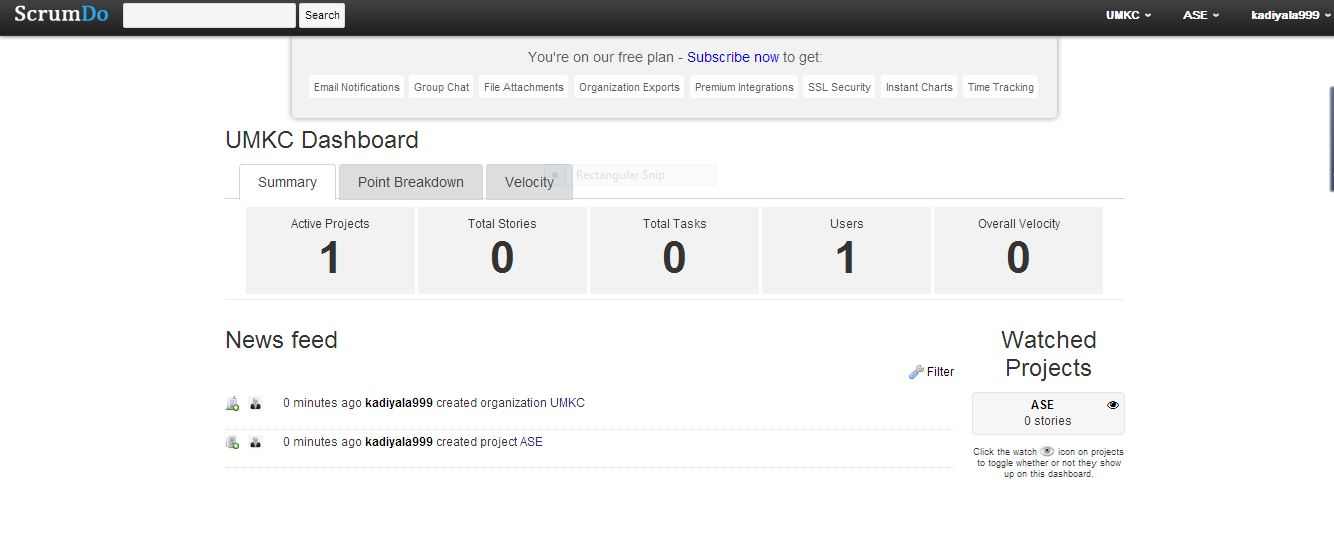 ScrumDo Search UMKC ASE kadiyala999
You're on our free plan - Subscribe now to get:
Email Notifications Group Chat File Attachments Organization Exports Premium Integrations SSL Security Instant Charts Time Tracking
UMKC Dashboard
Summary Point Breakdown Velocity Rectangular Snip
Active Projects Total Stories Total Tasks Users Overall Velocity
1 0 0 1 0
News feed
Filter
0 minutes ago kadiyala999 created organization UMKC
0 minutes ago kadiyala999 created project ASE
Watched
Projects
ASE
0 stories
Click the watch icon on projects
to toggle whether or not they show
up on this dashboard.